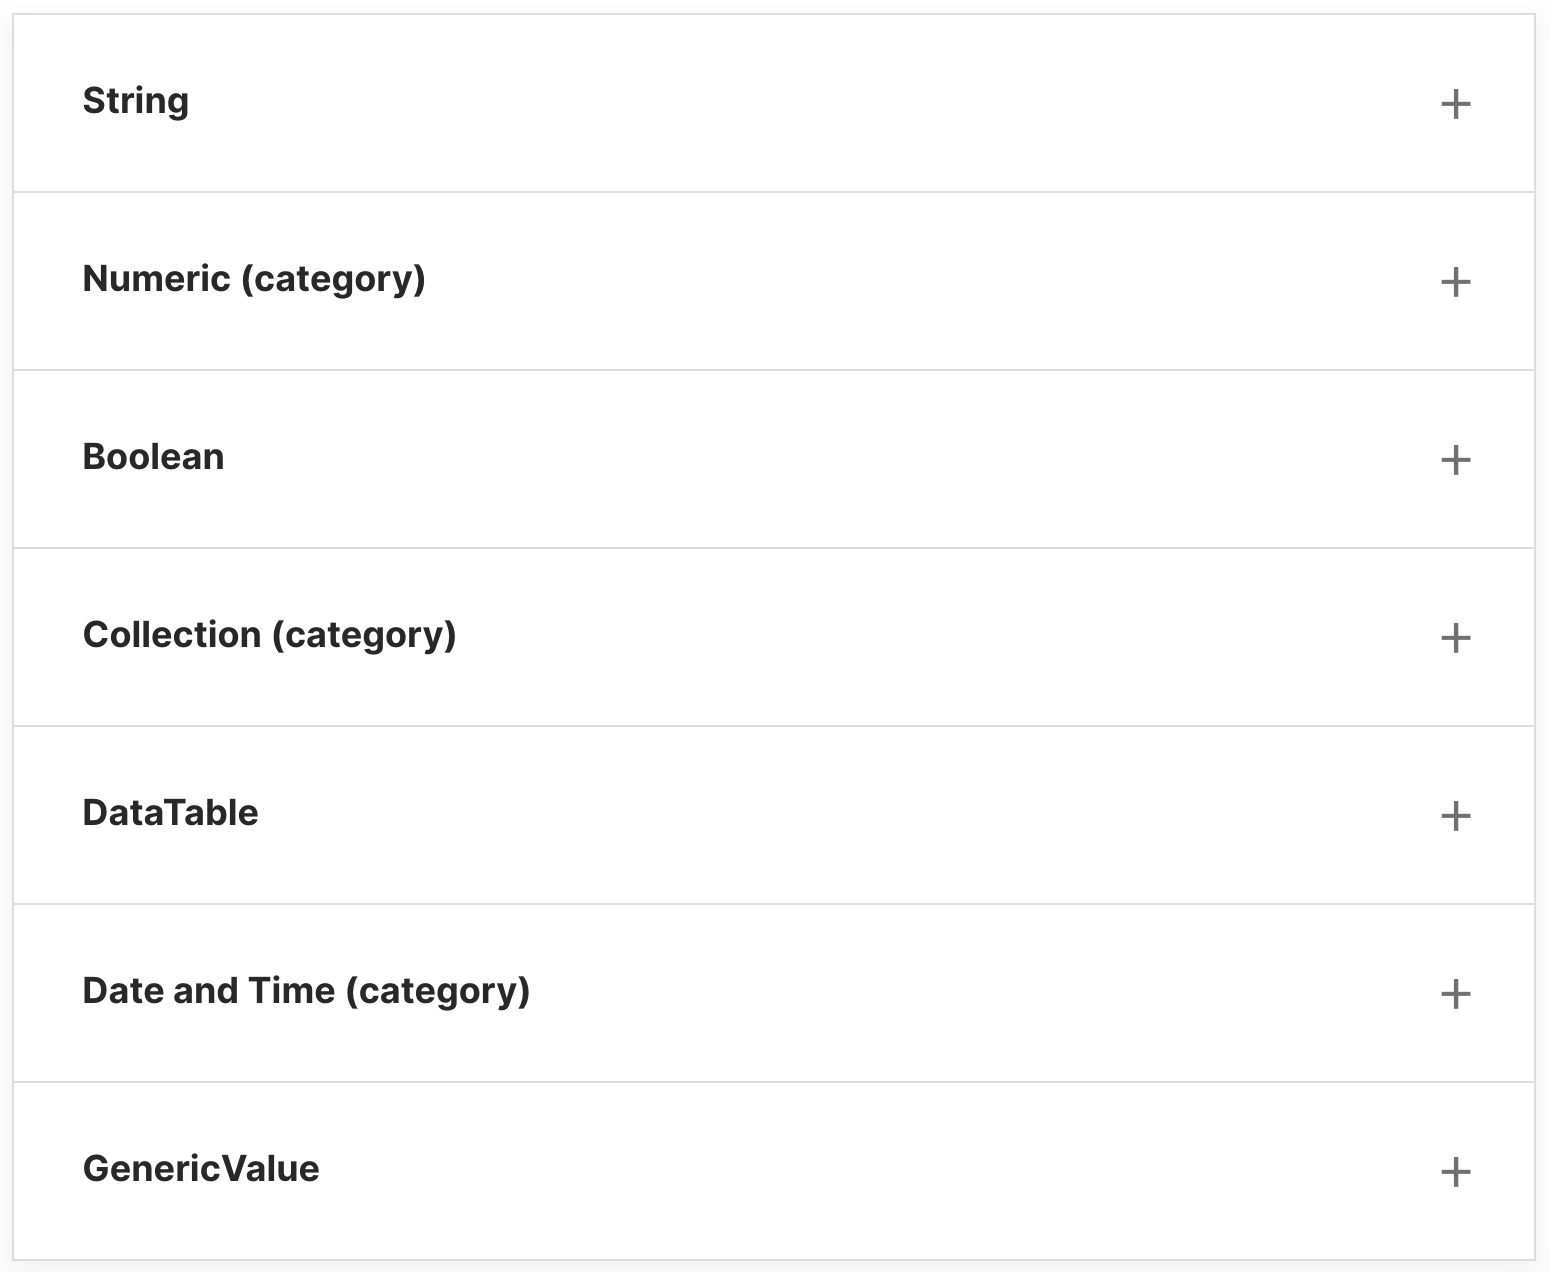 String
Numeric (category)
Boolean
Collection (category)
DataTable
Date and Time (category)
GenericValue